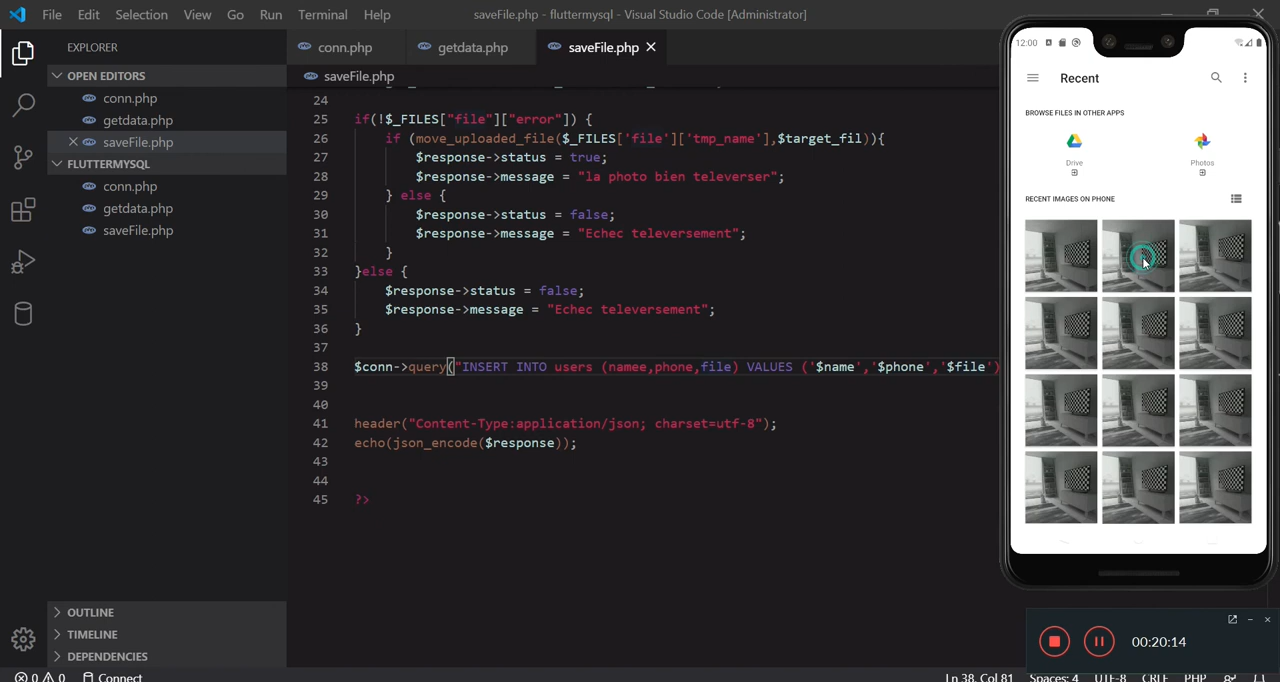 File Edit Selection View Go Run Terminal Help
saveFile.php - fluttermysql - Visual Studio Code [Administrator]
EXPLORER
OPEN EDITORS
conn.php
getdata.php
saveFile.php
FLUTTERMYSQL
conn.php
getdata.php
saveFile.php
OUTLINE
TIMELINE
DEPENDENCIES
conn.php getdata.php saveFile.php
saveFile.php
24
25 if(!$_FILES["file"]["error"]) {
26 if (move_uploaded_file($_FILES['file']['tmp_name'],$target_fil)){
27 $response->status = true;
28 $response->message = "la photo bien televerser";
29 } else {
30 $response->status = false;
31 $response->message = "Echec televersement";
32 }
33 }else {
34 $response->status = false;
35 $response->message = "Echec televersement";
36 }
37
38 $conn->query("INSERT INTO users (namee,phone,file) VALUES ('$name','$phone','$file')
39
40
41 header("Content-Type:application/json; charset=utf-8");
42 echo(json_encode($response));
43
44
45 ?>
12:00
Recent
BROWSE FILES IN OTHER APPS
Drive Photos
RECENT IMAGES ON PHONE
00:20:14
0 0 Connect
Ln 38, Col 81 Spaces: 4 UTF-8 CRLF PHP